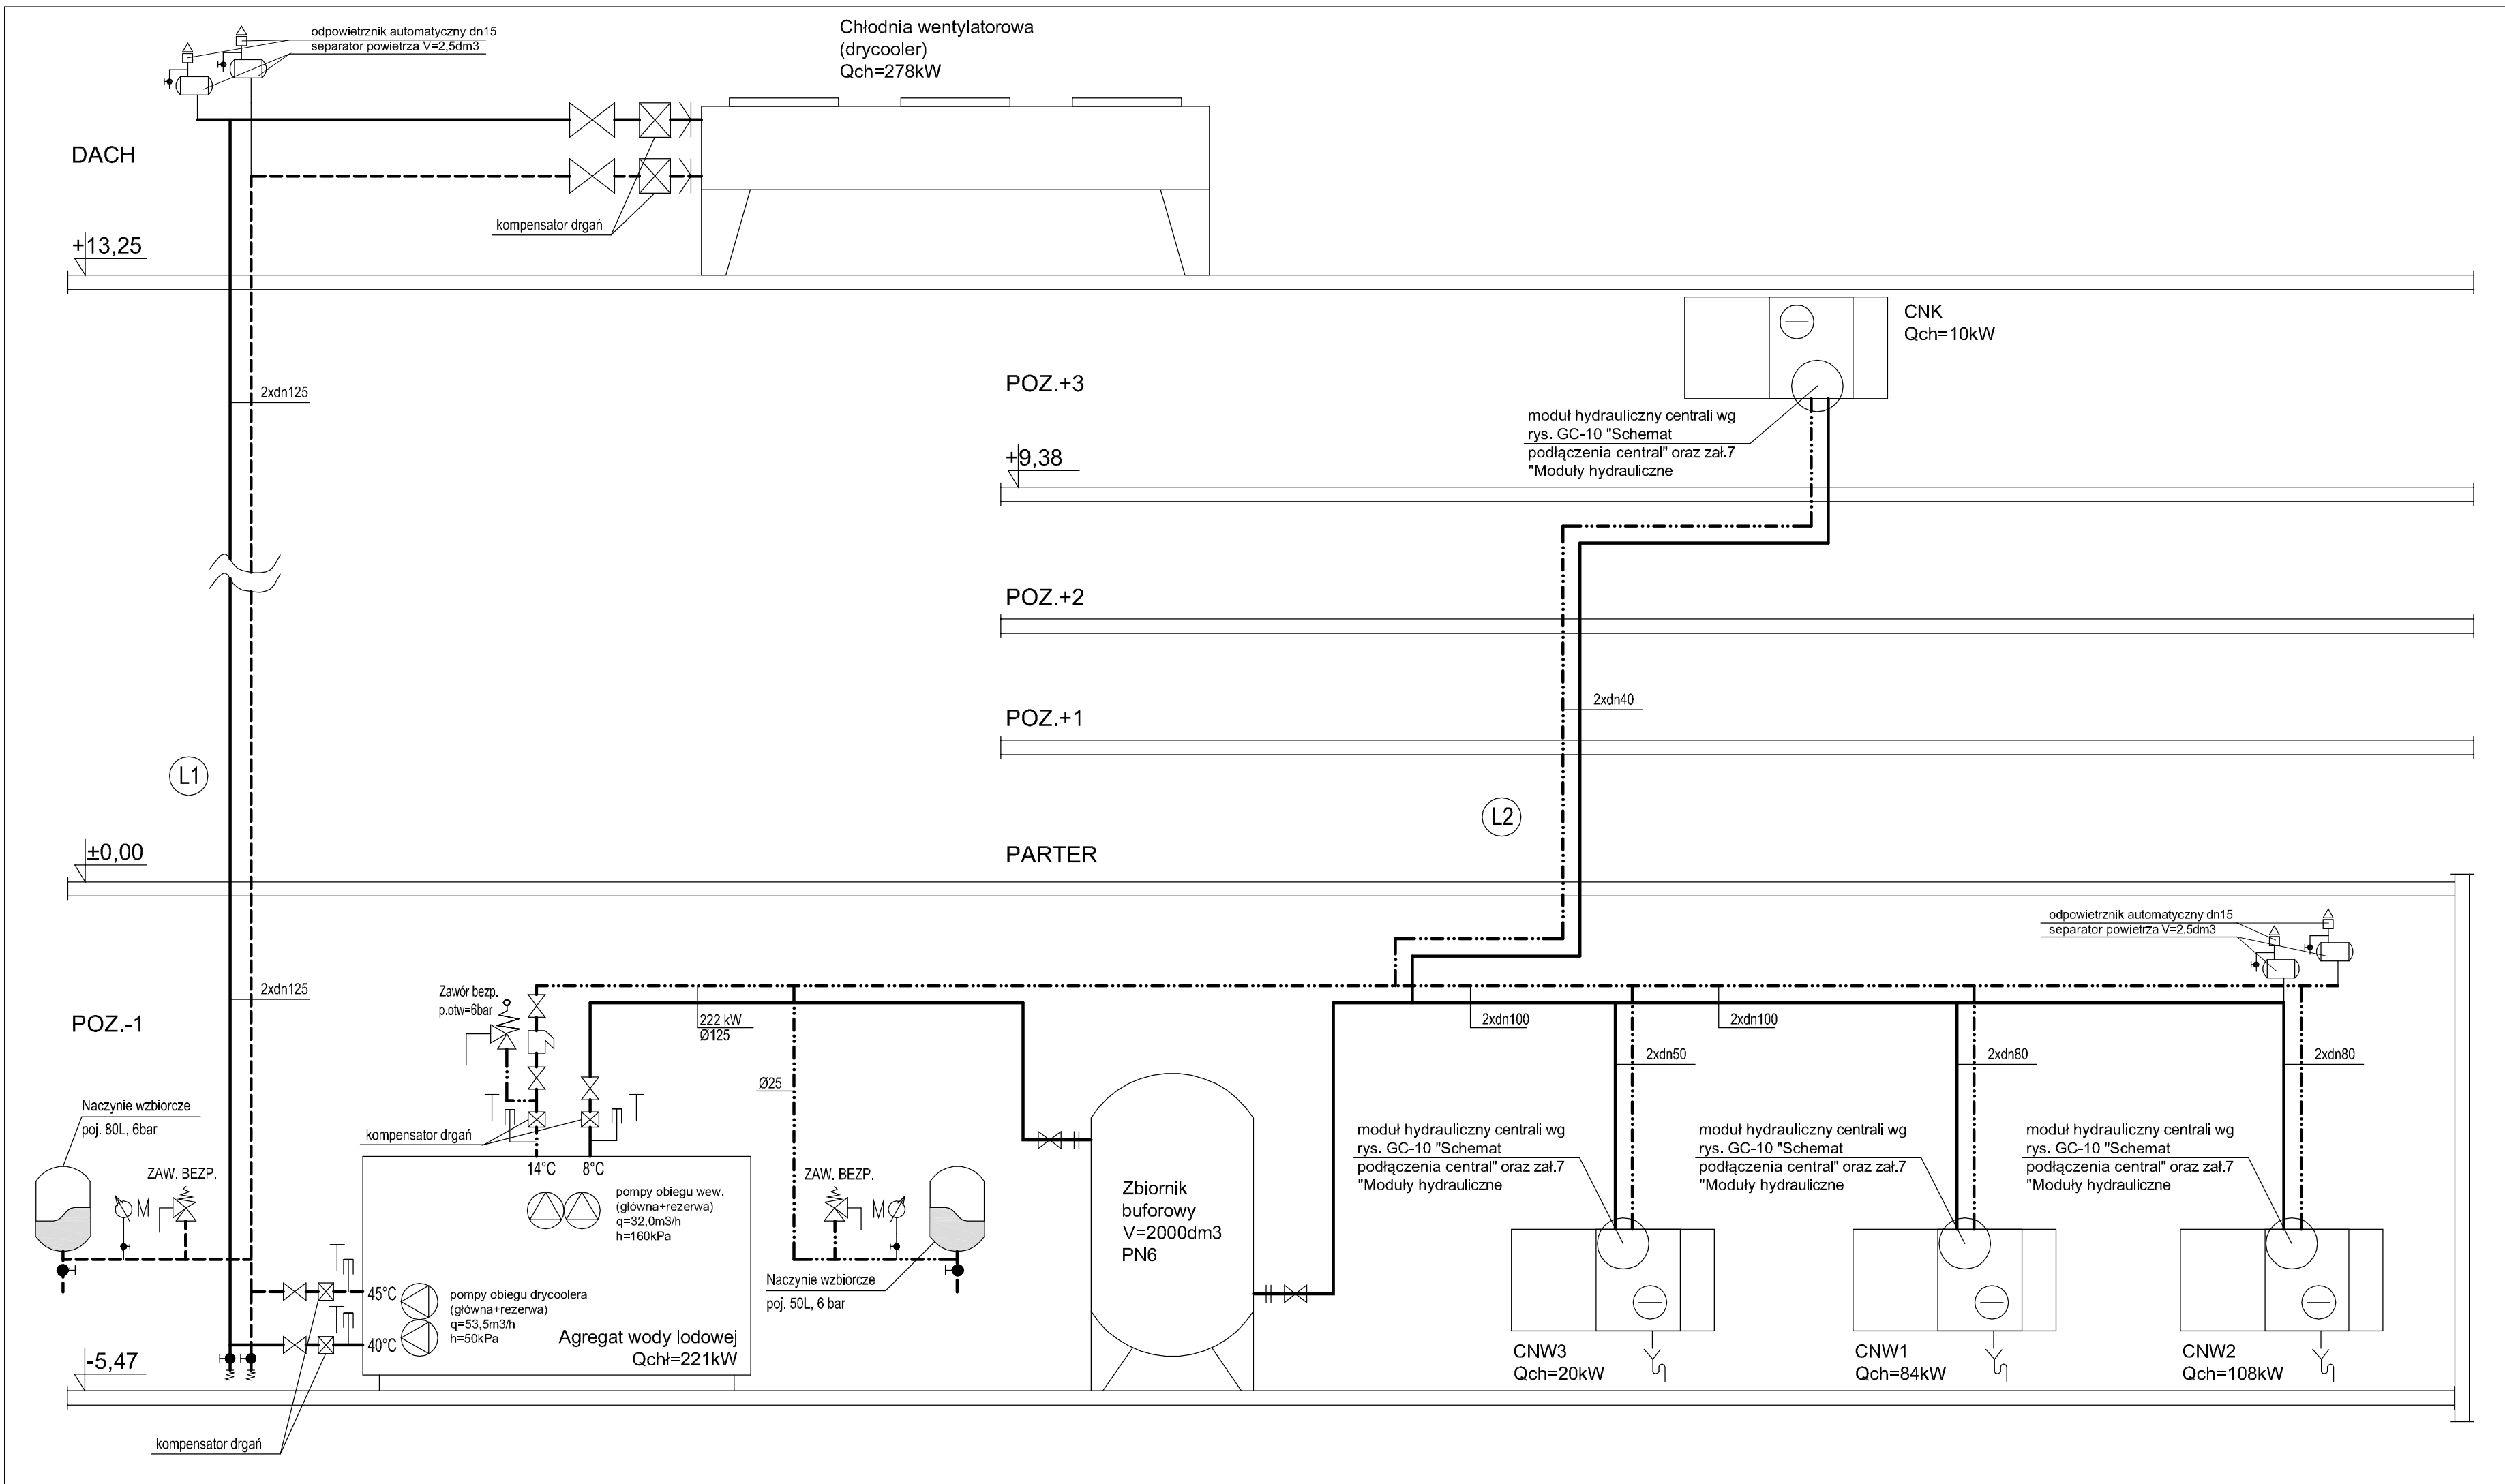 odpowietrznik automatyczny dn15
separator powietrza V=2,5dm3
Chłodnia wentylatorowa
(drycooler)
Qch=278kW
DACH
kompensator drgań
+13,25
CNK
Qch=10kW
2xdn125
POZ.+3
moduł hydrauliczny centrali wg
rys. GC-10 "Schemat
podłączenia central" oraz zał.7
"Moduły hydrauliczne
+9,38
POZ.+2
2xdn40
POZ.+1
L1
L2
±0,00
PARTER
odpowietrznik automatyczny dn15
separator powietrza V=2,5dm3
2xdn125
POZ.-1
Zawór bezp.
p.otw=6bar
222 kW
Ø125
2xdn100
2xdn100
2xdn50
2xdn80
2xdn80
Ø25
Naczynie wzbiorcze
poj. 80L, 6bar
kompensator drgań
moduł hydrauliczny centrali wg
rys. GC-10 "Schemat
podłączenia central" oraz zał.7
"Moduły hydrauliczne
moduł hydrauliczny centrali wg
rys. GC-10 "Schemat
podłączenia central" oraz zał.7
"Moduły hydrauliczne
moduł hydrauliczny centrali wg
rys. GC-10 "Schemat
podłączenia central" oraz zał.7
"Moduły hydrauliczne
ZAW. BEZP.
M
14°C
8°C
pompy obiegu wew.
(główna+rezerwa)
q=32,0m3/h
h=160kPa
ZAW. BEZP.
M
Zbiornik
buforowy
V=2000dm3
PN6
Naczynie wzbiorcze
poj. 50L, 6 bar
45°C
40°C
pompy obiegu drycoolera
(główna+rezerwa)
q=53,5m3/h
h=50kPa
Agregat wody lodowej
Qchł=221kW
-5,47
CNW3
Qch=20kW
CNW1
Qch=84kW
CNW2
Qch=108kW
kompensator drgań